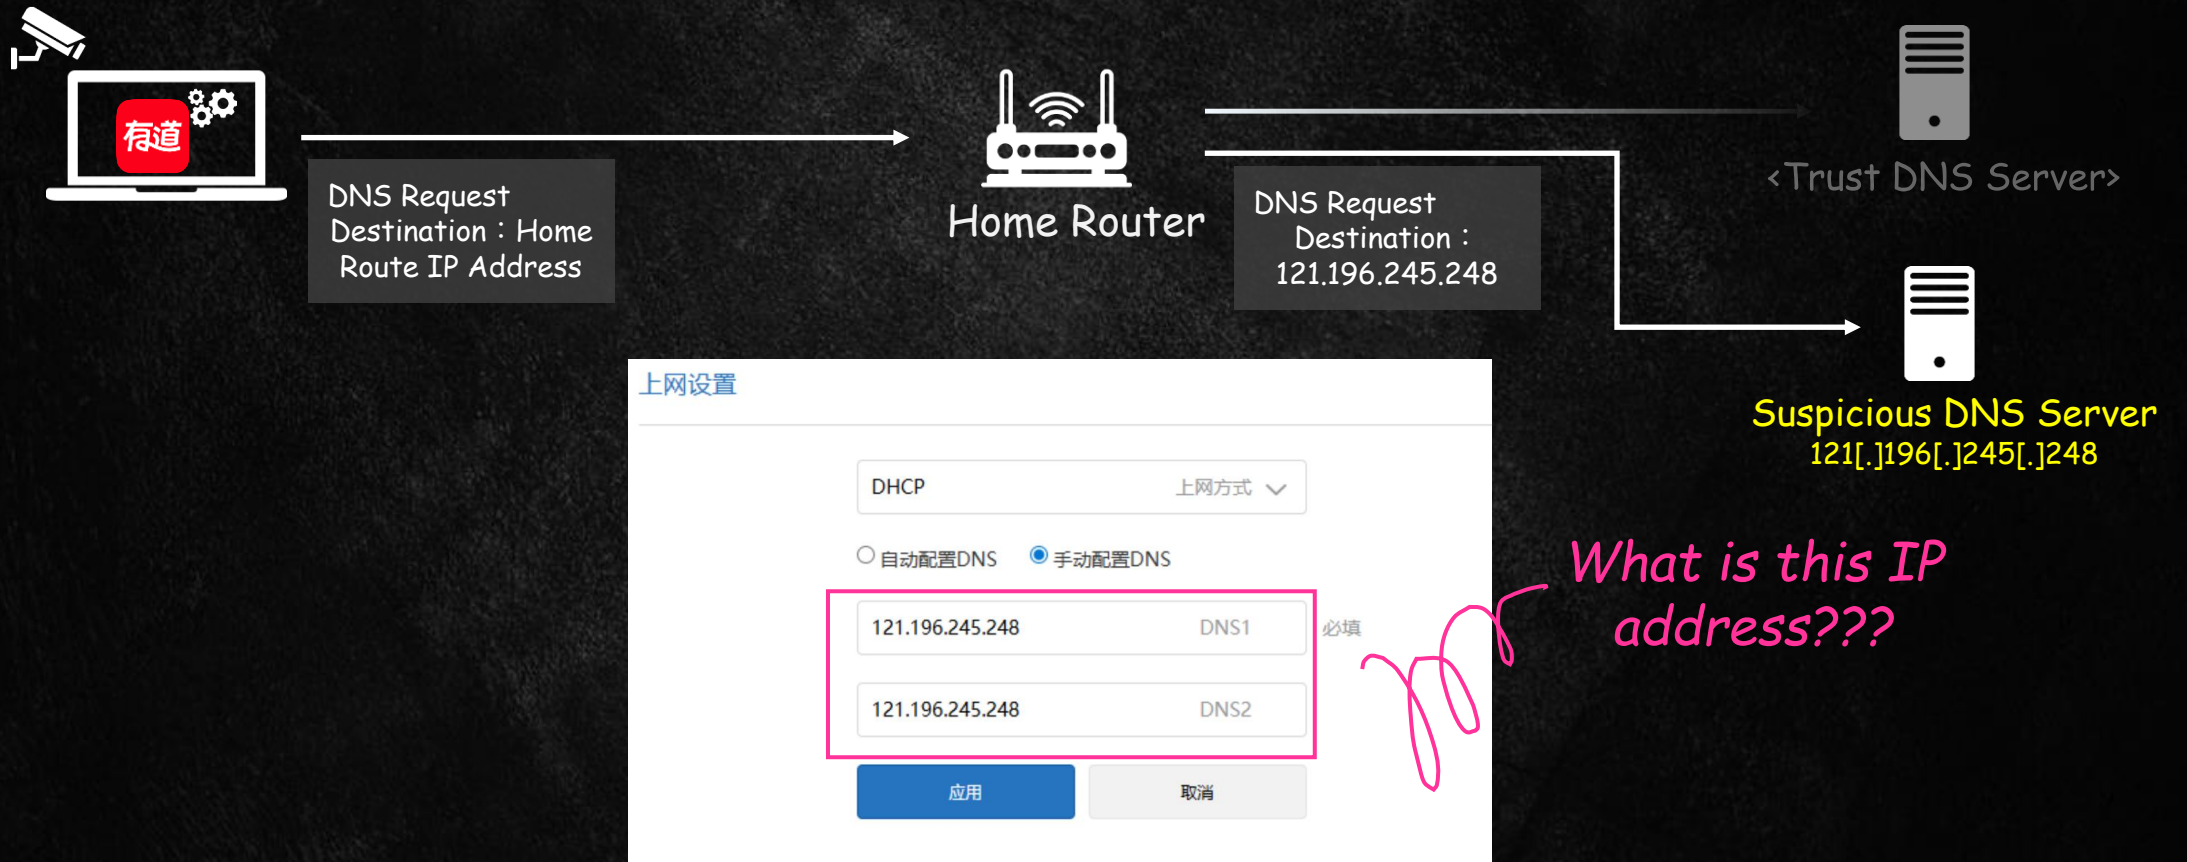 有道
DNS Request
Destination：Home
Route IP Address
Home Router
DNS Request
Destination：
121.196.245.248
<Trust DNS Server>
Suspicious DNS Server
121[.]196[.]245[.]248
上网设置
DHCP 上网方式
自动配置DNS 手动配置DNS
121.196.245.248 DNS1 必填
121.196.245.248 DNS2
应用 取消
What is this IP
address???